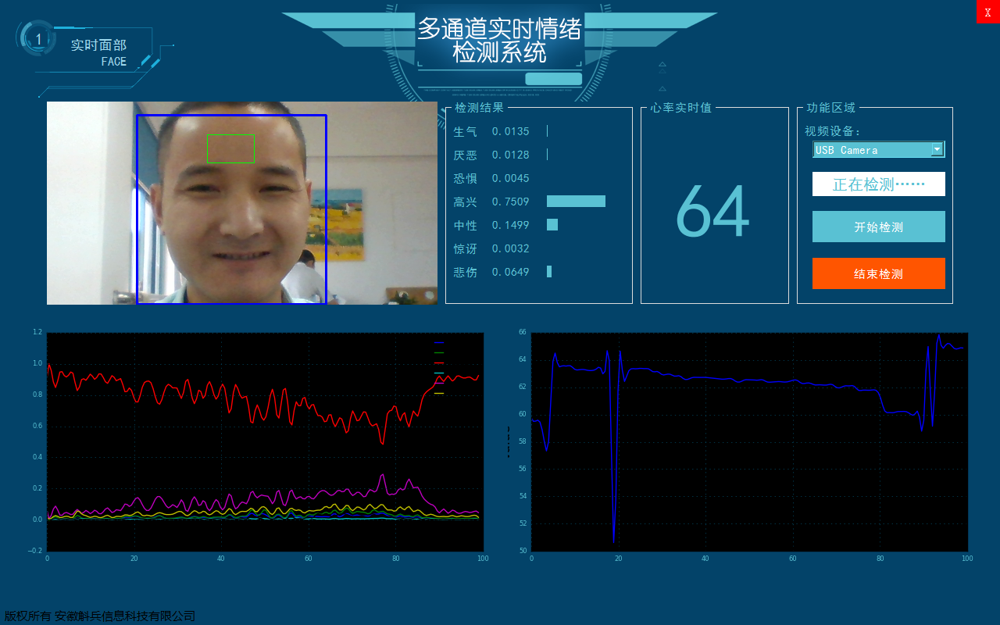 X
多通道实时情绪
检测系统
1
实时面部
FACE
检测结果
生气 0.0135
厌恶 0.0128
恐惧 0.0045
高兴 0.7509
中性 0.1499
惊讶 0.0032
悲伤 0.0649
心率实时值
64
功能区域
视频设备:
USB Camera
正在检测……
开始检测
结束检测
1.2
1.0
0.8
0.6
0.4
0.2
0.0
−0.2
0 20 40 60 80 100
66
64
62
60
58
56
54
52
50
0 20 40 60 80 100
版权所有 安徽斛兵信息科技有限公司